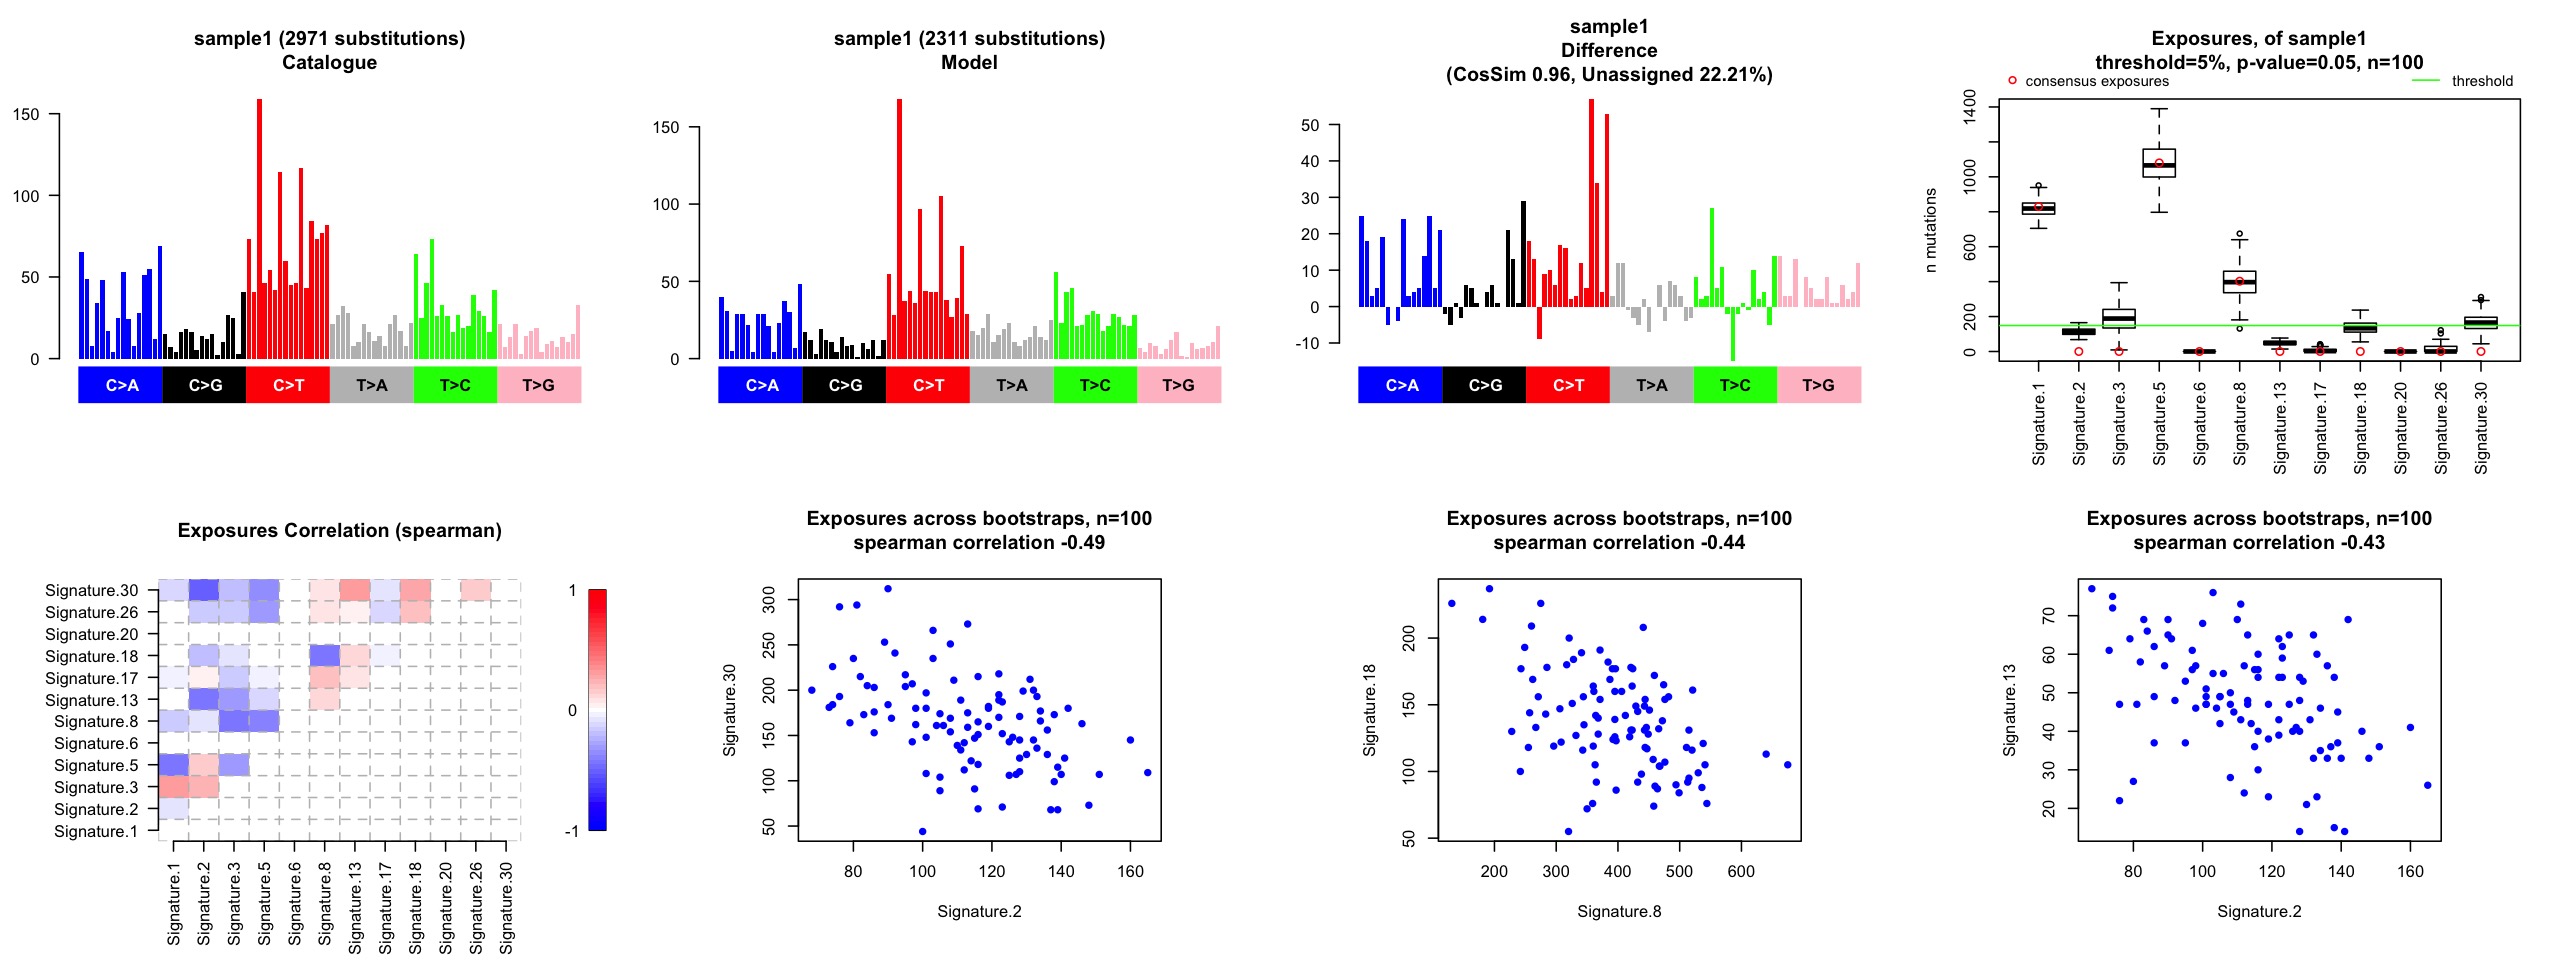 sample1 (2971 substitutions)
Catalogue
150
100
50
0
C>A C>G C>T T>A T>C T>G
sample1 (2311 substitutions)
Model
150
100
50
0
C>A C>G C>T T>A T>C T>G
sample1
Difference
(CosSim 0.96, Unassigned 22.21%)
50
40
30
20
10
0
-10
C>A C>G C>T T>A T>C T>G
Exposures, of sample1
threshold=5%, p-value=0.05, n=100
consensus exposures threshold
n mutations
1400
1000
600
200
0
Signature.1
Signature.2
Signature.3
Signature.5
Signature.6
Signature.8
Signature.13
Signature.17
Signature.18
Signature.20
Signature.26
Signature.30
Exposures Correlation (spearman)
Signature.30
Signature.26
Signature.20
Signature.18
Signature.17
Signature.13
Signature.8
Signature.6
Signature.5
Signature.3
Signature.2
Signature.1
Signature.1
Signature.2
Signature.3
Signature.5
Signature.6
Signature.8
Signature.13
Signature.17
Signature.18
Signature.20
Signature.26
Signature.30
1
0
-1
Exposures across bootstraps, n=100
spearman correlation -0.49
Signature.30
300
250
200
150
100
50
80 100 120 140 160
Signature.2
Exposures across bootstraps, n=100
spearman correlation -0.44
Signature.18
200
150
100
50
200 300 400 500 600
Signature.8
Exposures across bootstraps, n=100
spearman correlation -0.43
Signature.13
70
60
50
40
30
20
80 100 120 140 160
Signature.2